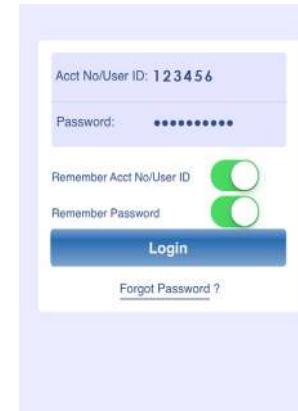 Acct No/User ID: 123456
Password: ••••••••••
Remember Acct No/User ID
Remember Password
Login
Forgot Password ?